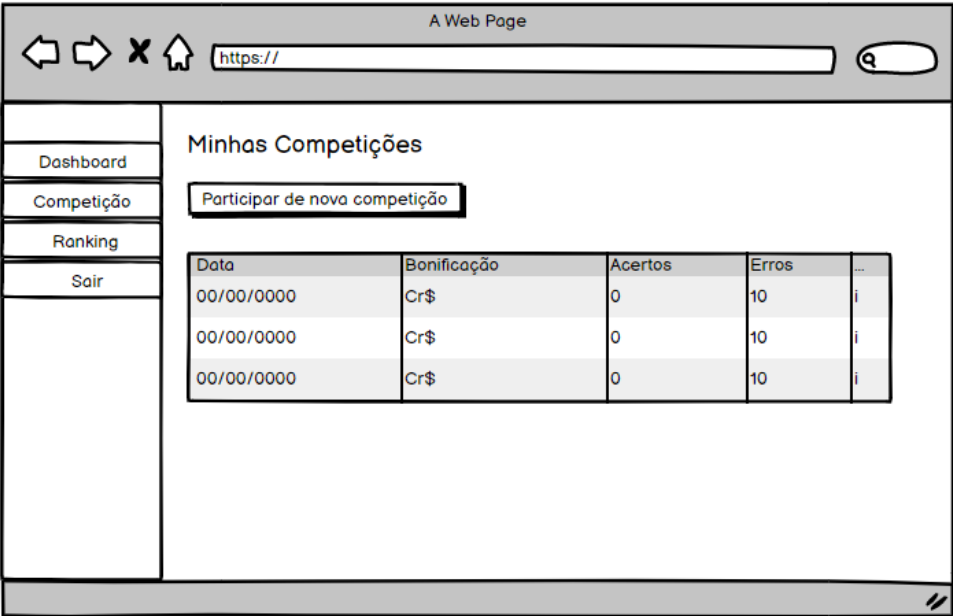 A Web Page
https://
Dashboard
Competição
Ranking
Sair
Minhas Competições
Participar de nova competição
Data Bonificação Acertos Erros ...
00/00/0000 Cr$ 0 10 i
00/00/0000 Cr$ 0 10 i
00/00/0000 Cr$ 0 10 i